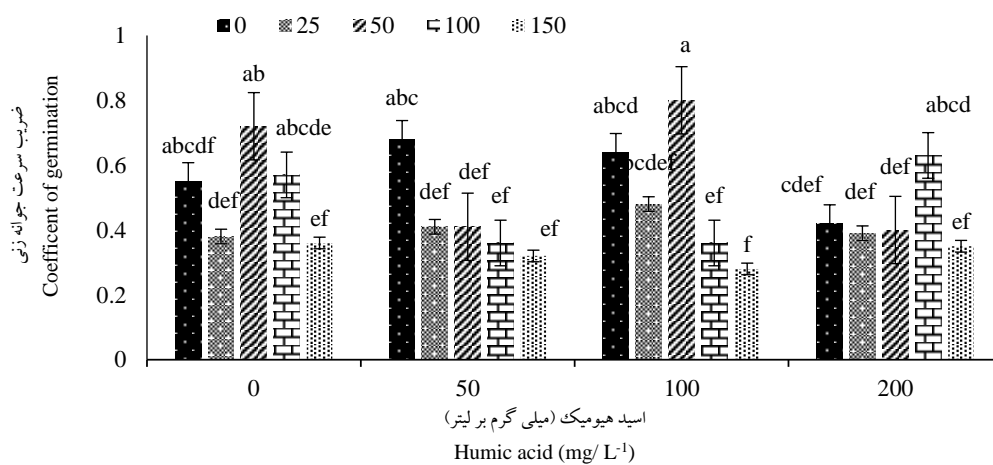 0 25 50 100 150
ضریب سرعت جوانه زنی
Coefficent of germination
1
0.8
0.6
0.4
0.2
0
abcdf def ab abcde ef
abc def def ef ef
abcd bcdef a ef f
cdef def def abcd ef
0 50 100 200
اسید هیومیک (میلی گرم بر لیتر)
Humic acid (mg/ L-1)